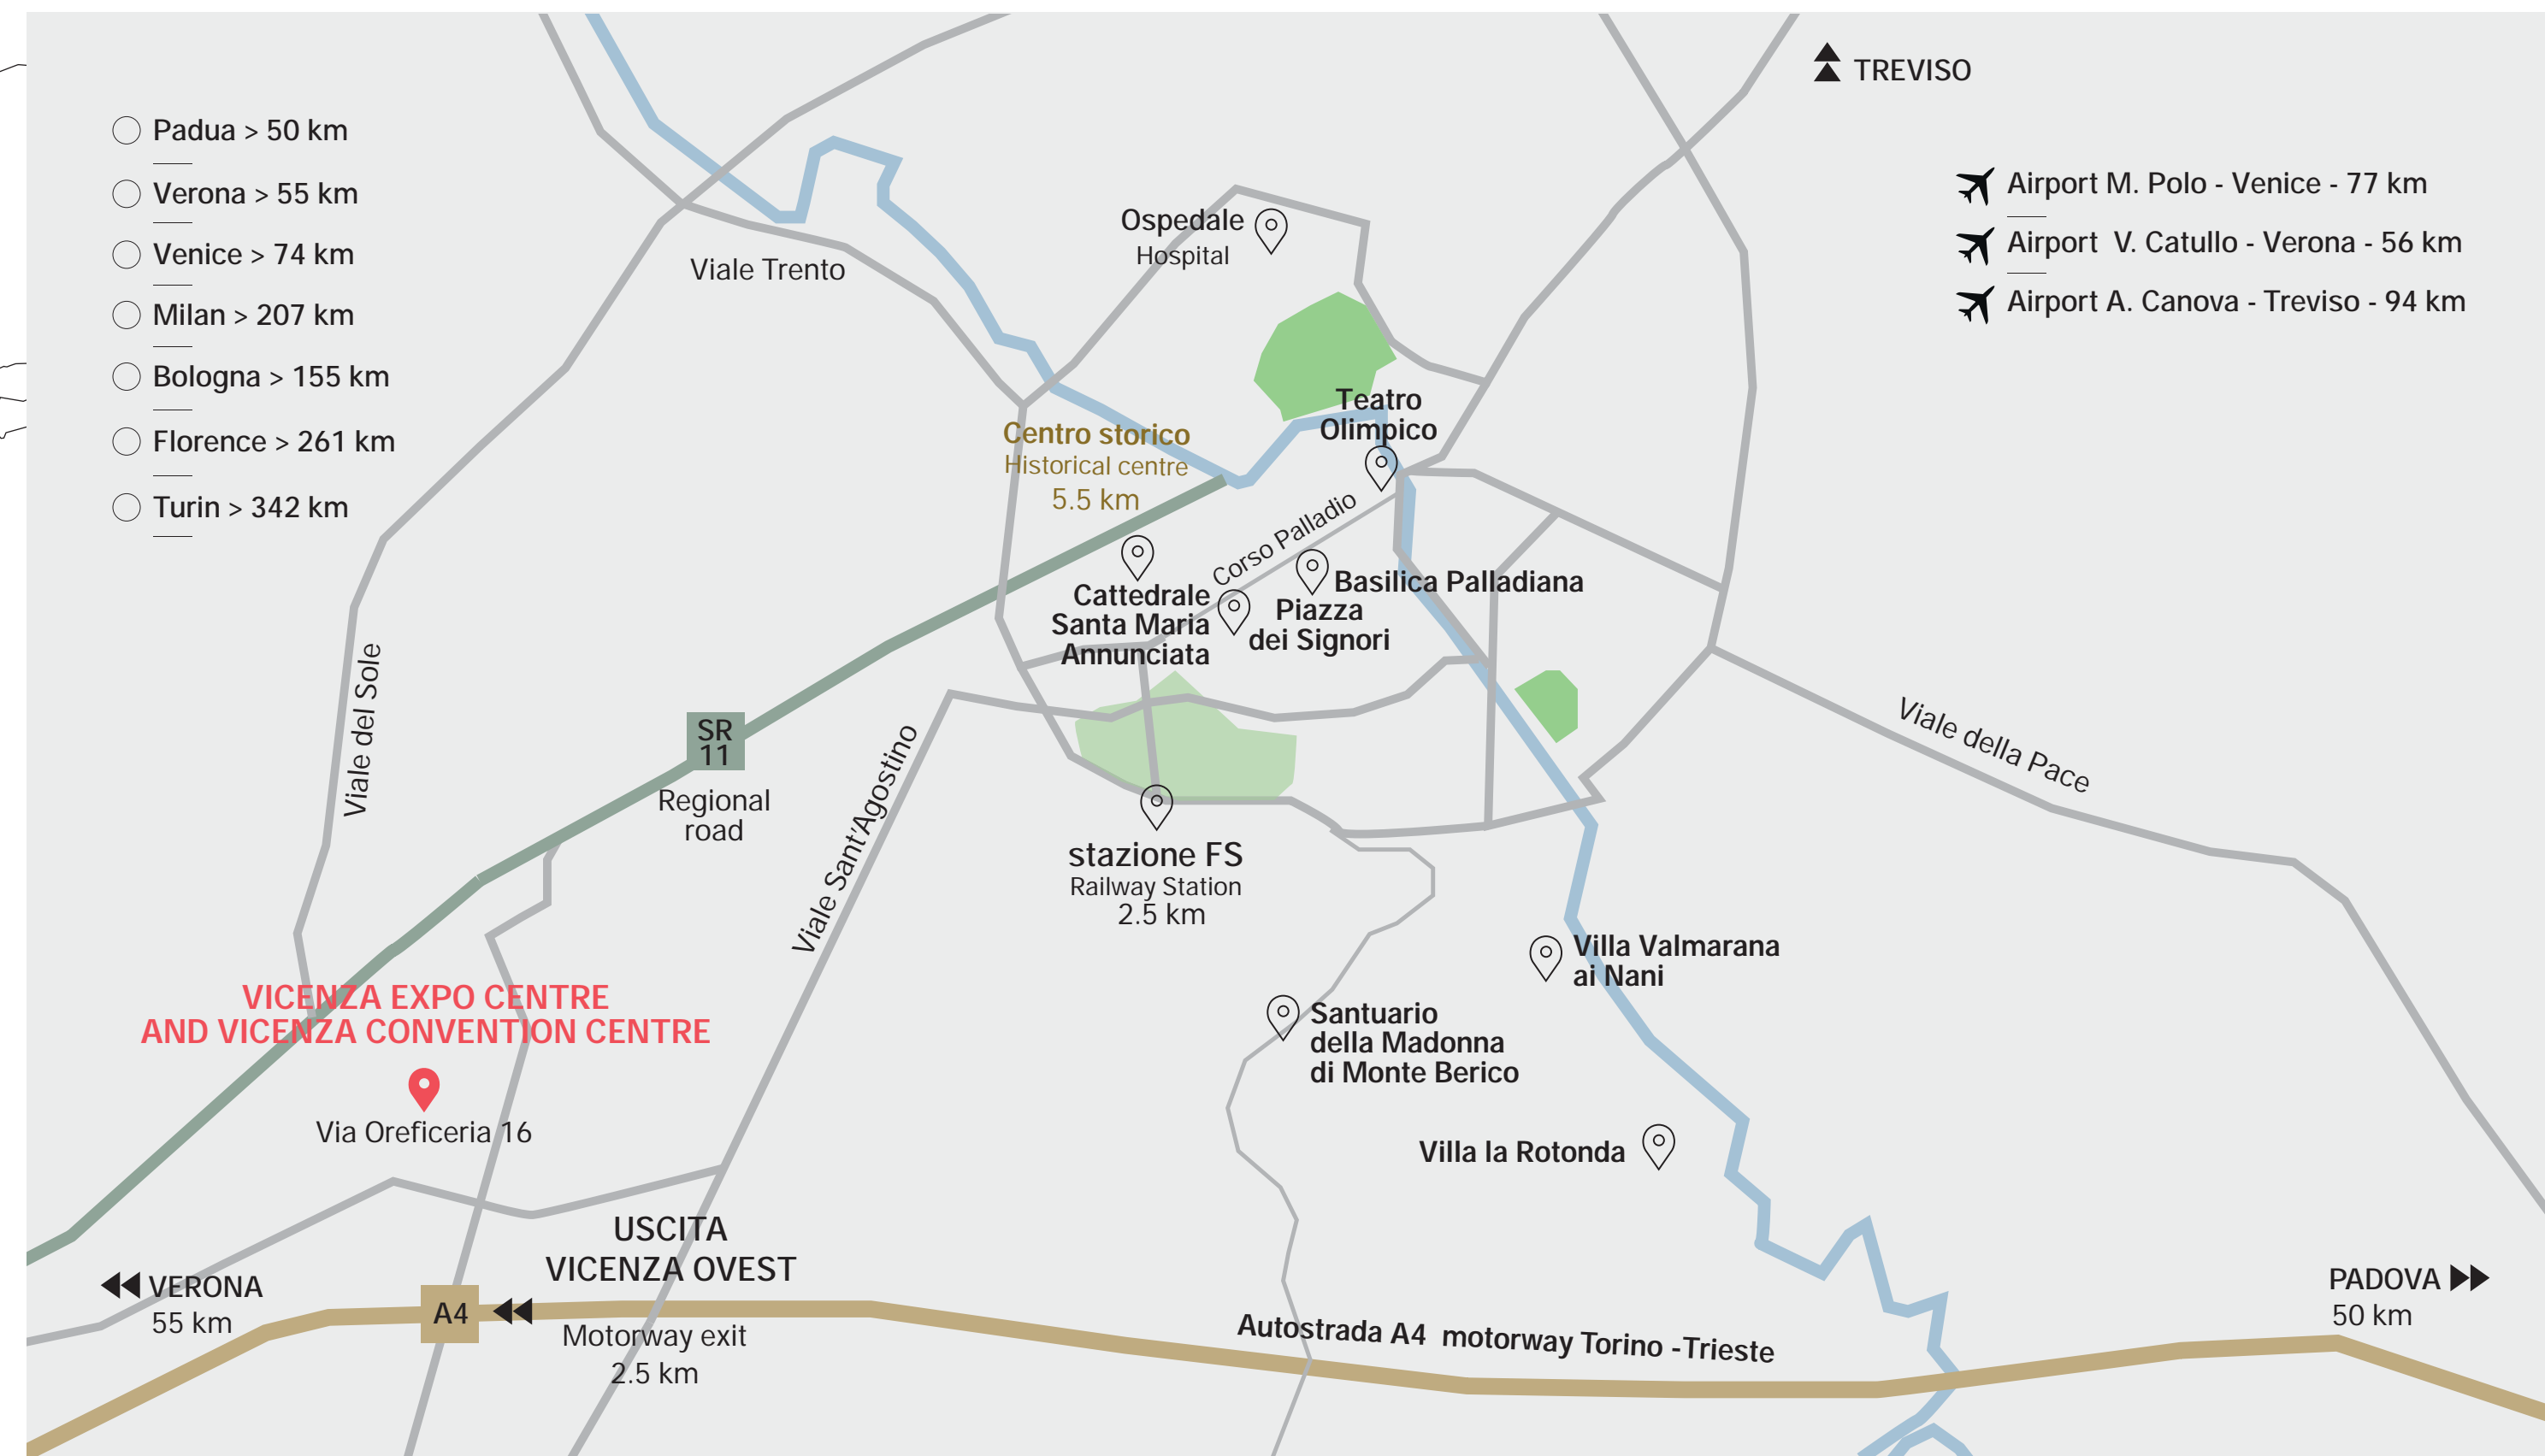 TREVISO
Padua > 50 km
Verona > 55 km
Venice > 74 km
Milan > 207 km
Bologna > 155 km
Florence > 261 km
Turin > 342 km
Airport M. Polo - Venice - 77 km
Airport V. Catullo - Verona - 56 km
Airport A. Canova - Treviso - 94 km
Ospedale
Hospital
Viale Trento
Teatro
Olimpico
Centro storico
Historical centre
5.5 km
Corso Palladio
Basilica Palladiana
Cattedrale
Santa Maria
Annunciata
Piazza
dei Signori
Viale del Sole
SR
11
Regional
road
Viale Sant'Agostino
Viale della Pace
stazione FS
Railway Station
2.5 km
Villa Valmarana
ai Nani
VICENZA EXPO CENTRE
AND VICENZA CONVENTION CENTRE
Via Oreficeria 16
Santuario
della Madonna
di Monte Berico
Villa la Rotonda
USCITA
VICENZA OVEST
VERONA
55 km
A4
Motorway exit
2.5 km
Autostrada A4 motorway Torino -Trieste
PADOVA
50 km